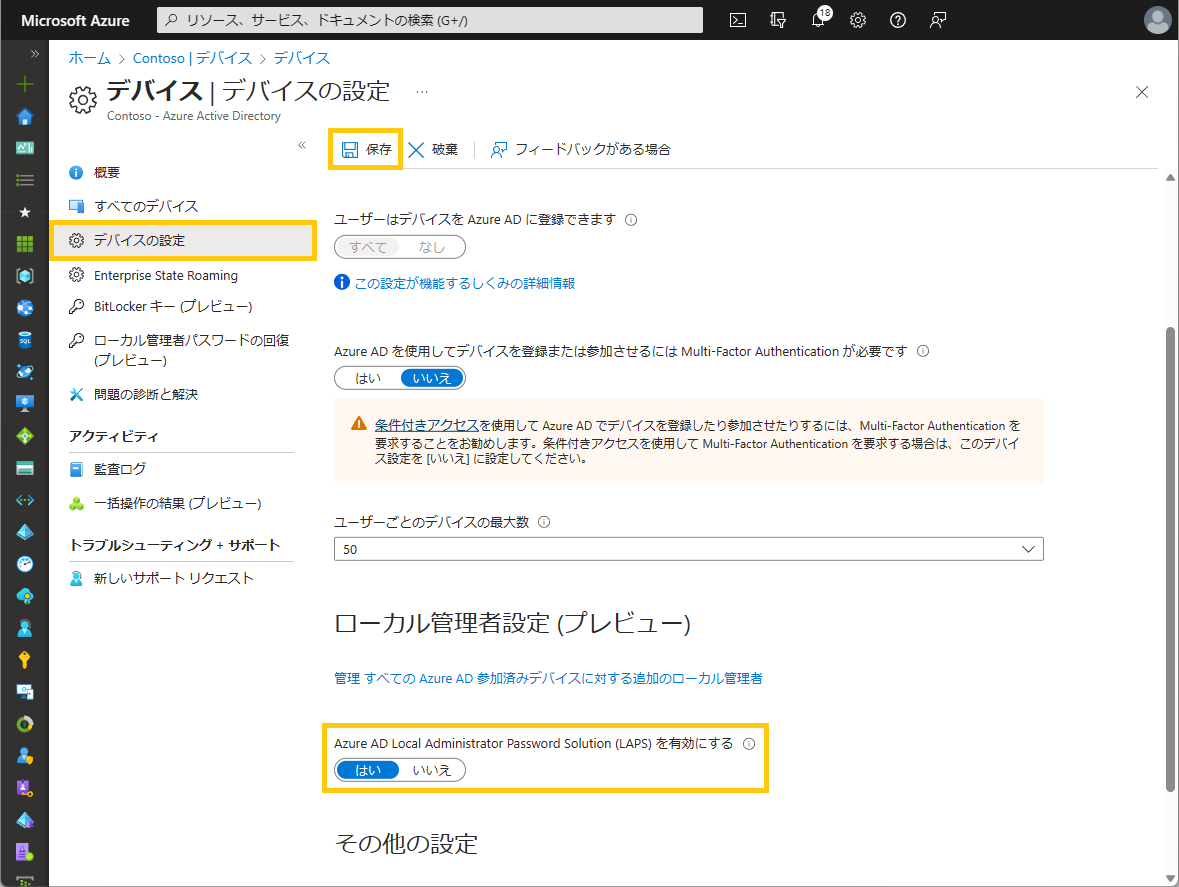 Microsoft Azure
リソース、サービス、ドキュメントの検索 (G+/)
18
ホーム > Contoso | デバイス > デバイス
デバイス | デバイスの設定 …
Contoso - Azure Active Directory
概要
すべてのデバイス
デバイスの設定
Enterprise State Roaming
BitLocker キー (プレビュー)
ローカル管理者パスワードの回復
(プレビュー)
問題の診断と解決
アクティビティ
監査ログ
一括操作の結果 (プレビュー)
トラブルシューティング + サポート
新しいサポート リクエスト
保存 破棄 フィードバックがある場合
ユーザーはデバイスを Azure AD に登録できます
すべて なし
この設定が機能するしくみの詳細情報
Azure AD を使用してデバイスを登録または参加させるには Multi-Factor Authentication が必要です
はい いいえ
条件付きアクセスを使用して Azure AD でデバイスを登録したり参加させたりするには、Multi-Factor Authentication を
要求することをお勧めします。条件付きアクセスを使用して Multi-Factor Authentication を要求する場合は、このデバイ
ス設定を [いいえ] に設定してください。
ユーザーごとのデバイスの最大数
50
ローカル管理者設定 (プレビュー)
管理 すべての Azure AD 参加済みデバイスに対する追加のローカル管理者
Azure AD Local Administrator Password Solution (LAPS) を有効にする
はい いいえ
その他の設定